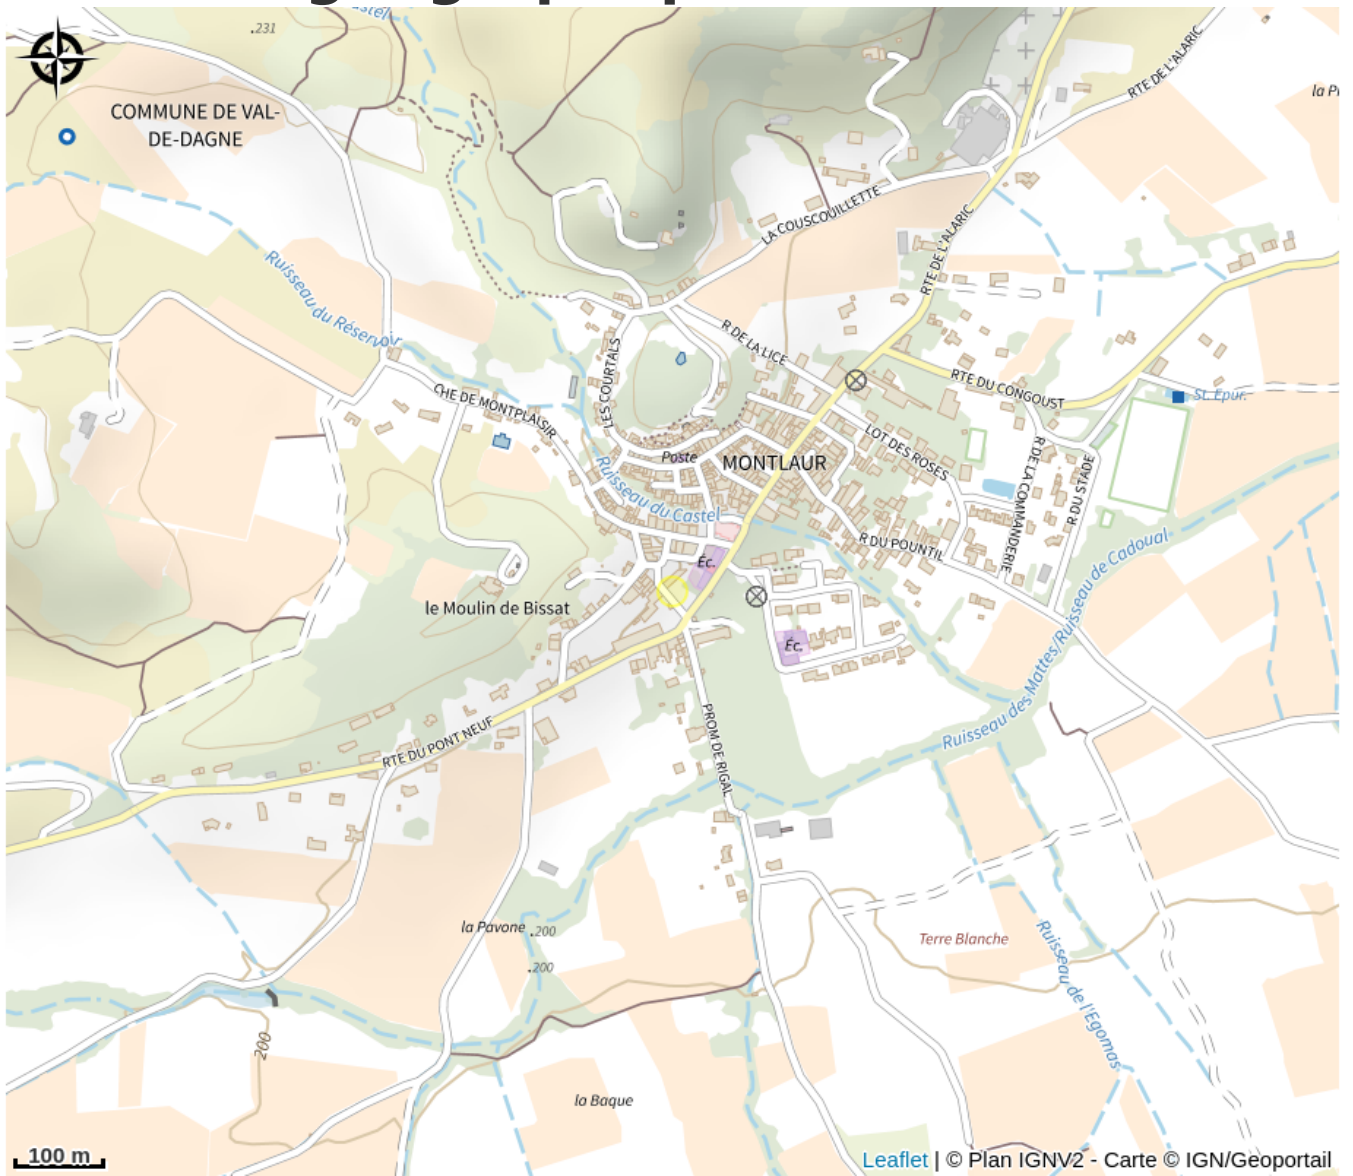 Castel
.231
COMMUNE DE VAL-
DE-DAGNE
RTE DE L'ALARIC
Ruisseau du Réservoir
LA COUSCOUILLETTE
RTE DE L'ALARIC
R DE LA LICE
LES COURTALS
CHE DE MONTPLAISIR
RTE DU CONGOUST
St. Épur.
LOT DES ROSES
Poste
MONTLAUR
R DE LA COMMANDERIE
R DU STADE
Ruisseau du Castel
R DU POUNTIL
Éc.
le Moulin de Bissat
Éc.
Ruisseau des Mattes/Ruisseau de Cadoual
RTE DU PONT NEUF
PROM DE RIGAL
la Pavone
.200
.200
Terre Blanche
Ruisseau de l'Egomas
200
la Baque
100 m
Leaflet | © Plan IGNV2 - Carte © IGN/Geoportail